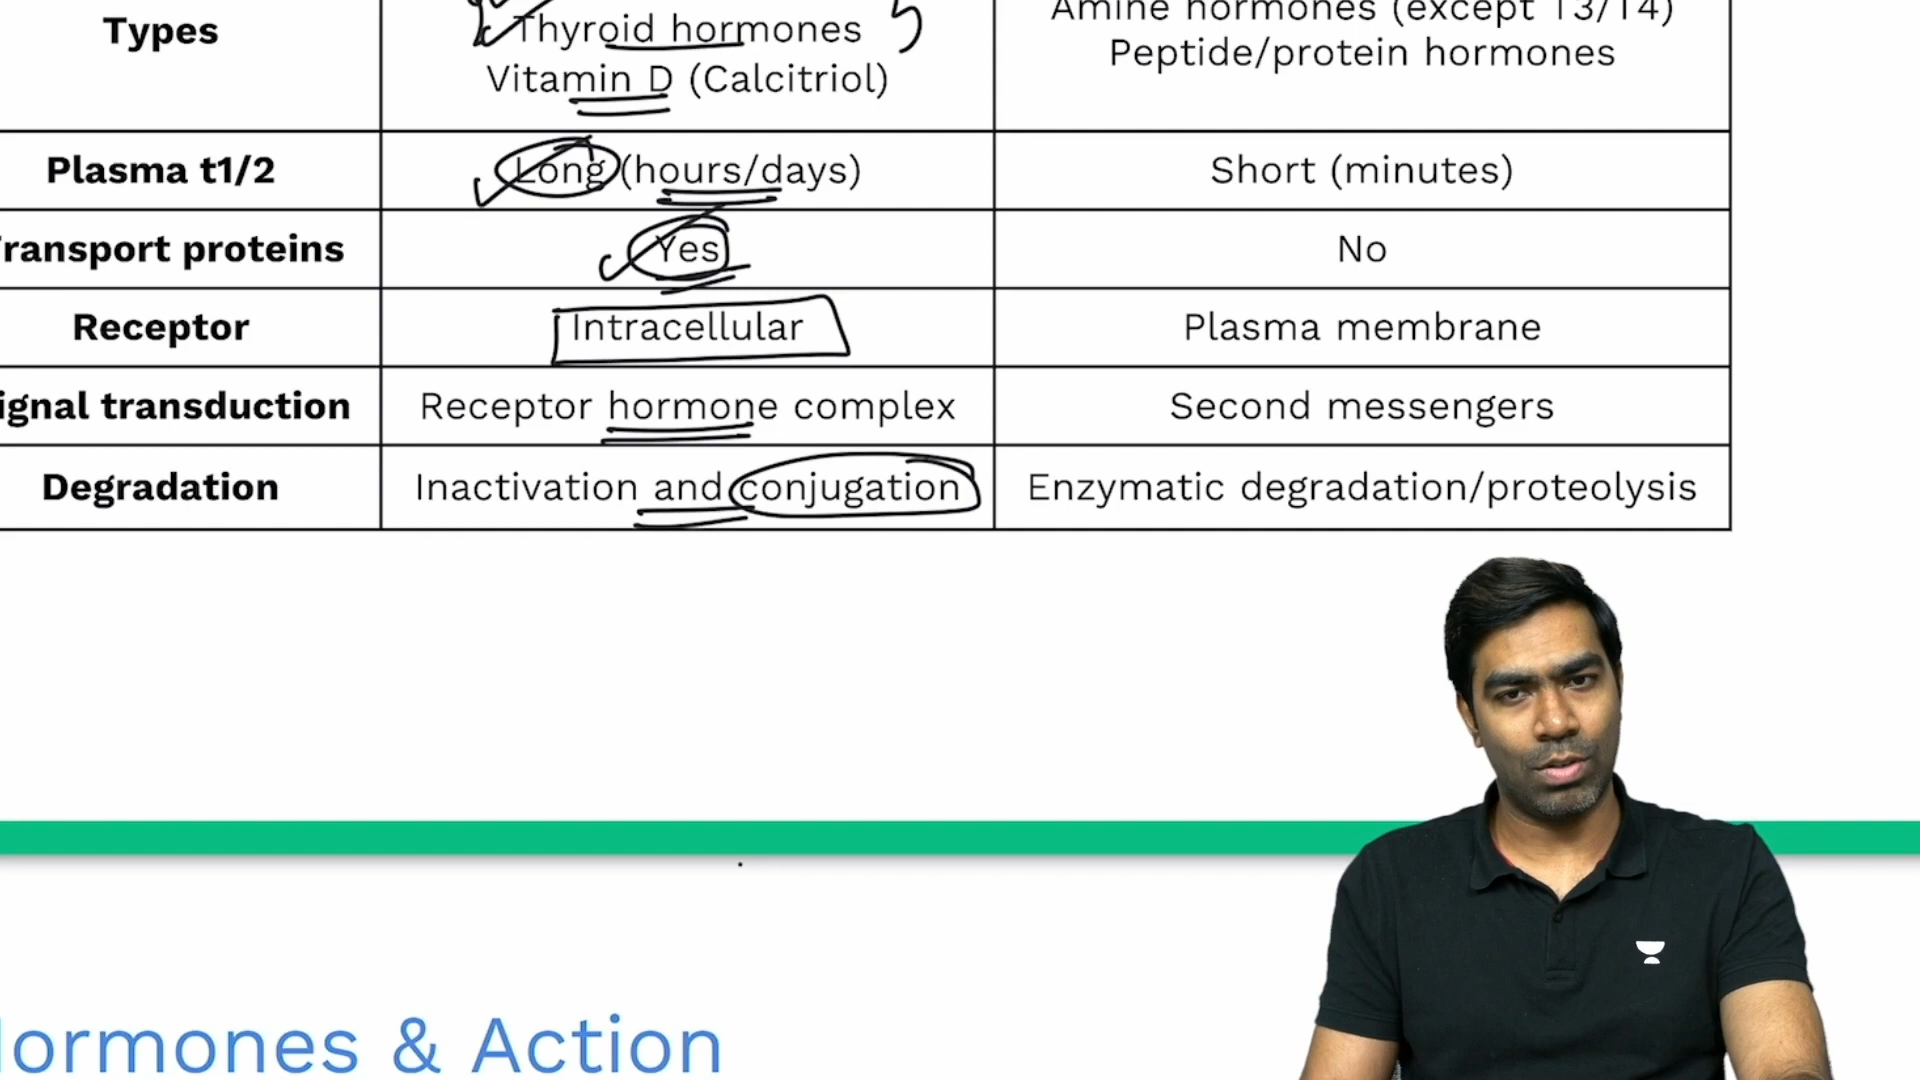 Types
Thyroid hormones
Vitamin D (Calcitriol)
Amine hormones (except T3/T4)
Peptide/protein hormones
Plasma t1/2
Long (hours/days)
Short (minutes)
ransport proteins
Yes
No
Receptor
Intracellular
Plasma membrane
ignal transduction
Receptor hormone complex
Second messengers
Degradation
Inactivation and conjugation
Enzymatic degradation/proteolysis
ormones & Action